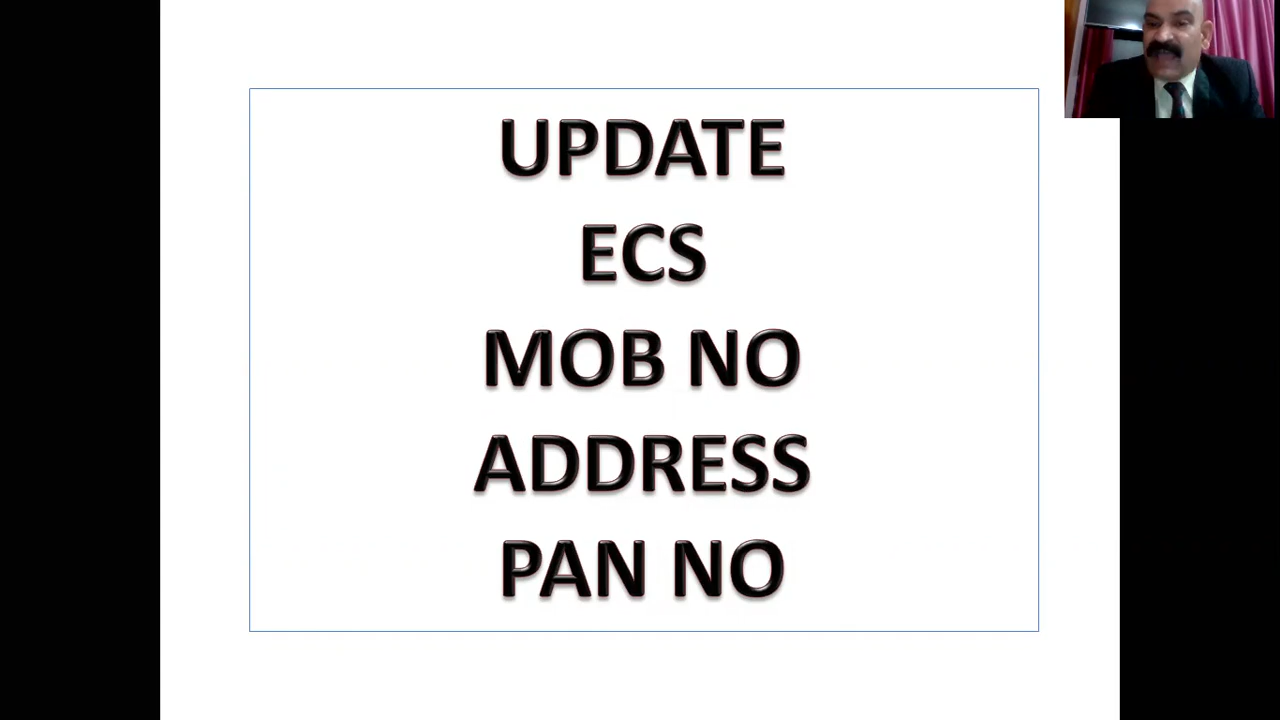 UPDATE
ECS
MOB NO
ADDRESS
PAN NO